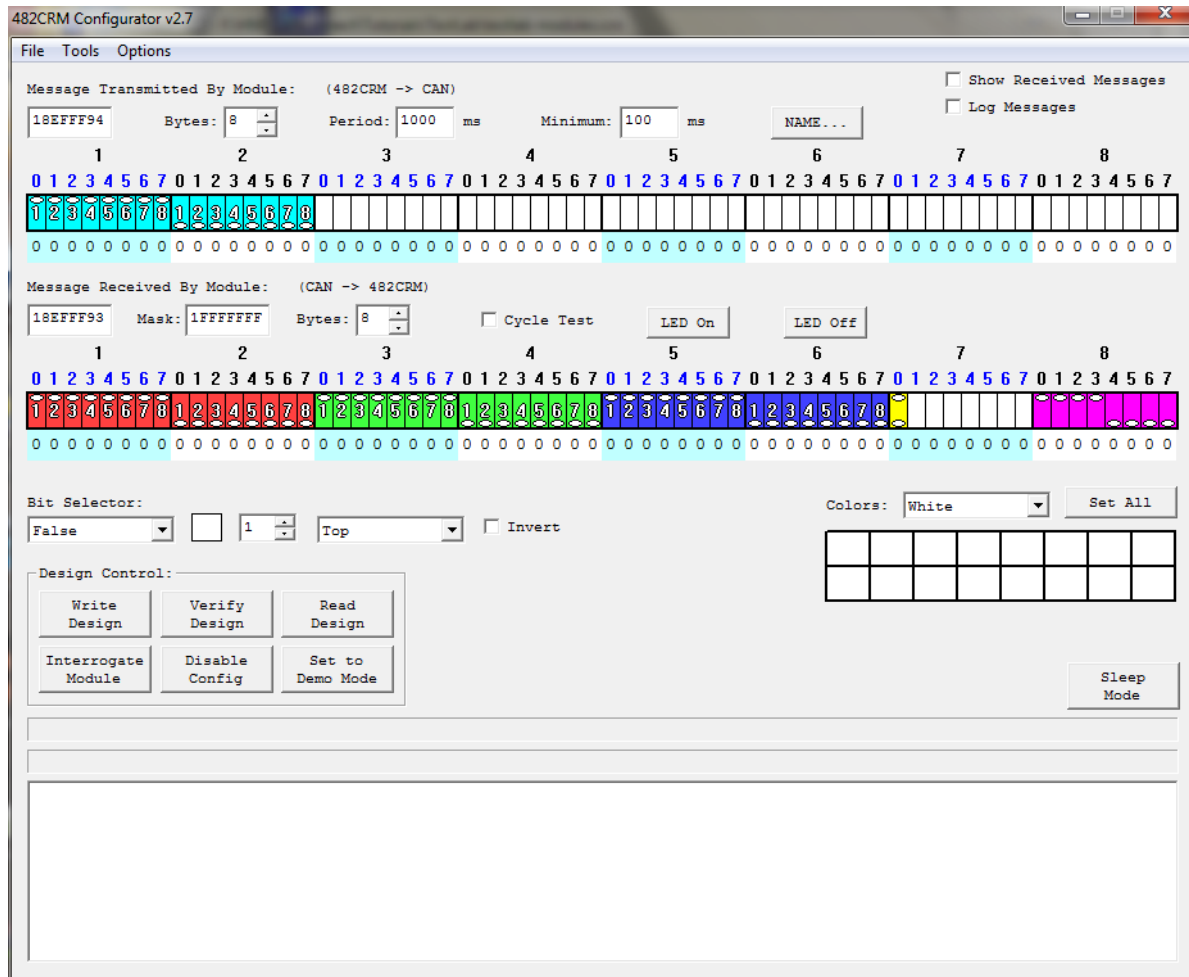 482CRM Configurator v2.7
File Tools Options
Show Received Messages
Message Transmitted By Module: (482CRM -> CAN)
Log Messages
18EFFF94 Bytes: 8 Period: 1000 ms Minimum: 100 ms NAME...
1 2 3 4 5 6 7 8
0 1 2 3 4 5 6 7 0 1 2 3 4 5 6 7 0 1 2 3 4 5 6 7 0 1 2 3 4 5 6 7 0 1 2 3 4 5 6 7 0 1 2 3 4 5 6 7 0 1 2 3 4 5 6 7 0 1 2 3 4 5 6 7
1 2 3 4 5 6 7 8 1 2 3 4 5 6 7 8
0 0 0 0 0 0 0 0 0 0 0 0 0 0 0 0 0 0 0 0 0 0 0 0 0 0 0 0 0 0 0 0 0 0 0 0 0 0 0 0 0 0 0 0 0 0 0 0 0 0 0 0 0 0 0 0 0 0 0 0 0 0 0 0
Message Received By Module: (CAN -> 482CRM)
18EFFF93 Mask: 1FFFFFFF Bytes: 8 Cycle Test LED On LED Off
1 2 3 4 5 6 7 8
0 1 2 3 4 5 6 7 0 1 2 3 4 5 6 7 0 1 2 3 4 5 6 7 0 1 2 3 4 5 6 7 0 1 2 3 4 5 6 7 0 1 2 3 4 5 6 7 0 1 2 3 4 5 6 7 0 1 2 3 4 5 6 7
1 2 3 4 5 6 7 8 1 2 3 4 5 6 7 8 1 2 3 4 5 6 7 8 1 2 3 4 5 6 7 8 1 2 3 4 5 6 7 8 1 2 3 4 5 6 7 8
0 0 0 0 0 0 0 0 0 0 0 0 0 0 0 0 0 0 0 0 0 0 0 0 0 0 0 0 0 0 0 0 0 0 0 0 0 0 0 0 0 0 0 0 0 0 0 0 0 0 0 0 0 0 0 0 0 0 0 0 0 0 0 0
Bit Selector:
False 1 Top Invert
Colors: White Set All
Design Control:
Write Design
Verify Design
Read Design
Interrogate Module
Disable Config
Set to Demo Mode
Sleep Mode